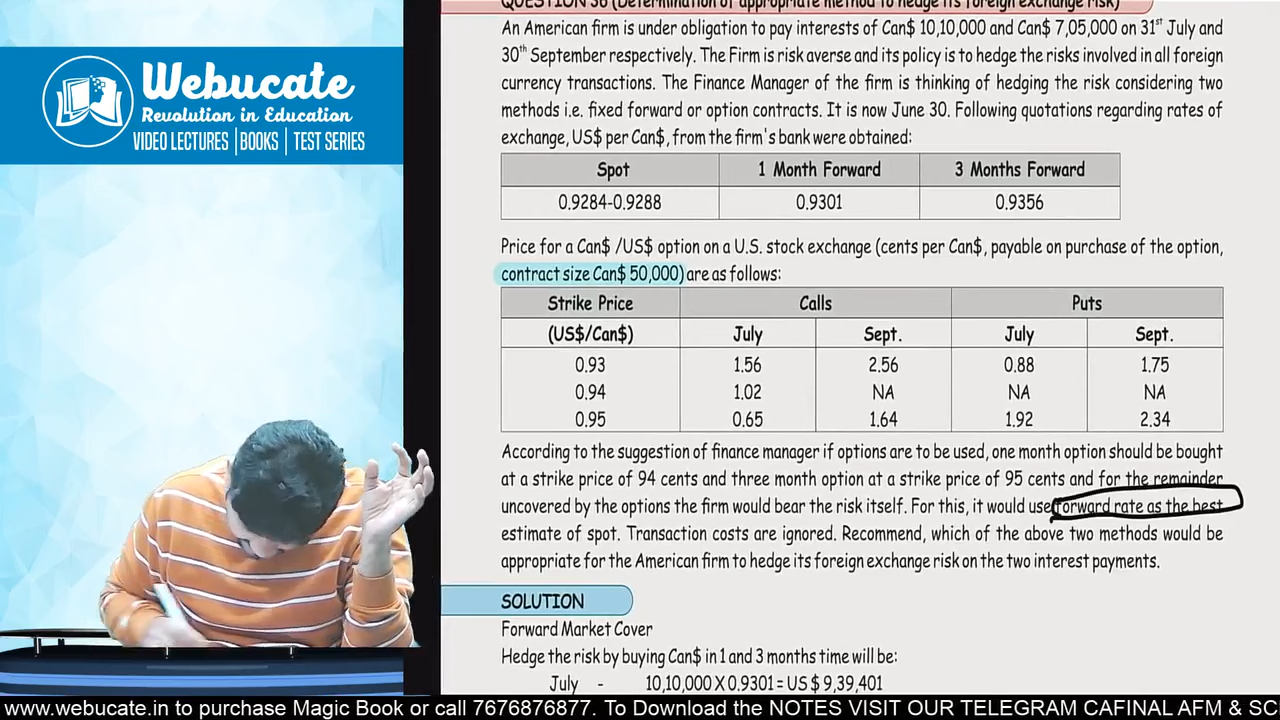 Webucate
Revolution in Education
VIDEO LECTURES | BOOKS | TEST SERIES
QUESTION 36 (Determination of appropriate method to hedge its foreign exchange risk)
An American firm is under obligation to pay interests of Can$ 10,10,000 and Can$ 7,05,000 on 31st July and
30th September respectively. The Firm is risk averse and its policy is to hedge the risks involved in all foreign
currency transactions. The Finance Manager of the firm is thinking of hedging the risk considering two
methods i.e. fixed forward or option contracts. It is now June 30. Following quotations regarding rates of
exchange, US$ per Can$, from the firm's bank were obtained:
Spot 1 Month Forward 3 Months Forward
0.9284-0.9288 0.9301 0.9356
Price for a Can$ /US$ option on a U.S. stock exchange (cents per Can$, payable on purchase of the option,
contract size Can$ 50,000) are as follows:
Strike Price Calls Puts
(US$/Can$) July Sept. July Sept.
0.93 1.56 2.56 0.88 1.75
0.94 1.02 NA NA NA
0.95 0.65 1.64 1.92 2.34
According to the suggestion of finance manager if options are to be used, one month option should be bought
at a strike price of 94 cents and three month option at a strike price of 95 cents and for the remainder
uncovered by the options the firm would bear the risk itself. For this, it would use forward rate as the best
estimate of spot. Transaction costs are ignored. Recommend, which of the above two methods would be
appropriate for the American firm to hedge its foreign exchange risk on the two interest payments.
SOLUTION
Forward Market Cover
Hedge the risk by buying Can$ in 1 and 3 months time will be:
July - 10,10,000 X 0.9301 = US $ 9,39,401
www.webucate.in to purchase Magic Book or call 7676876877. To Download the NOTES VISIT OUR TELEGRAM CAFINAL AFM & SC